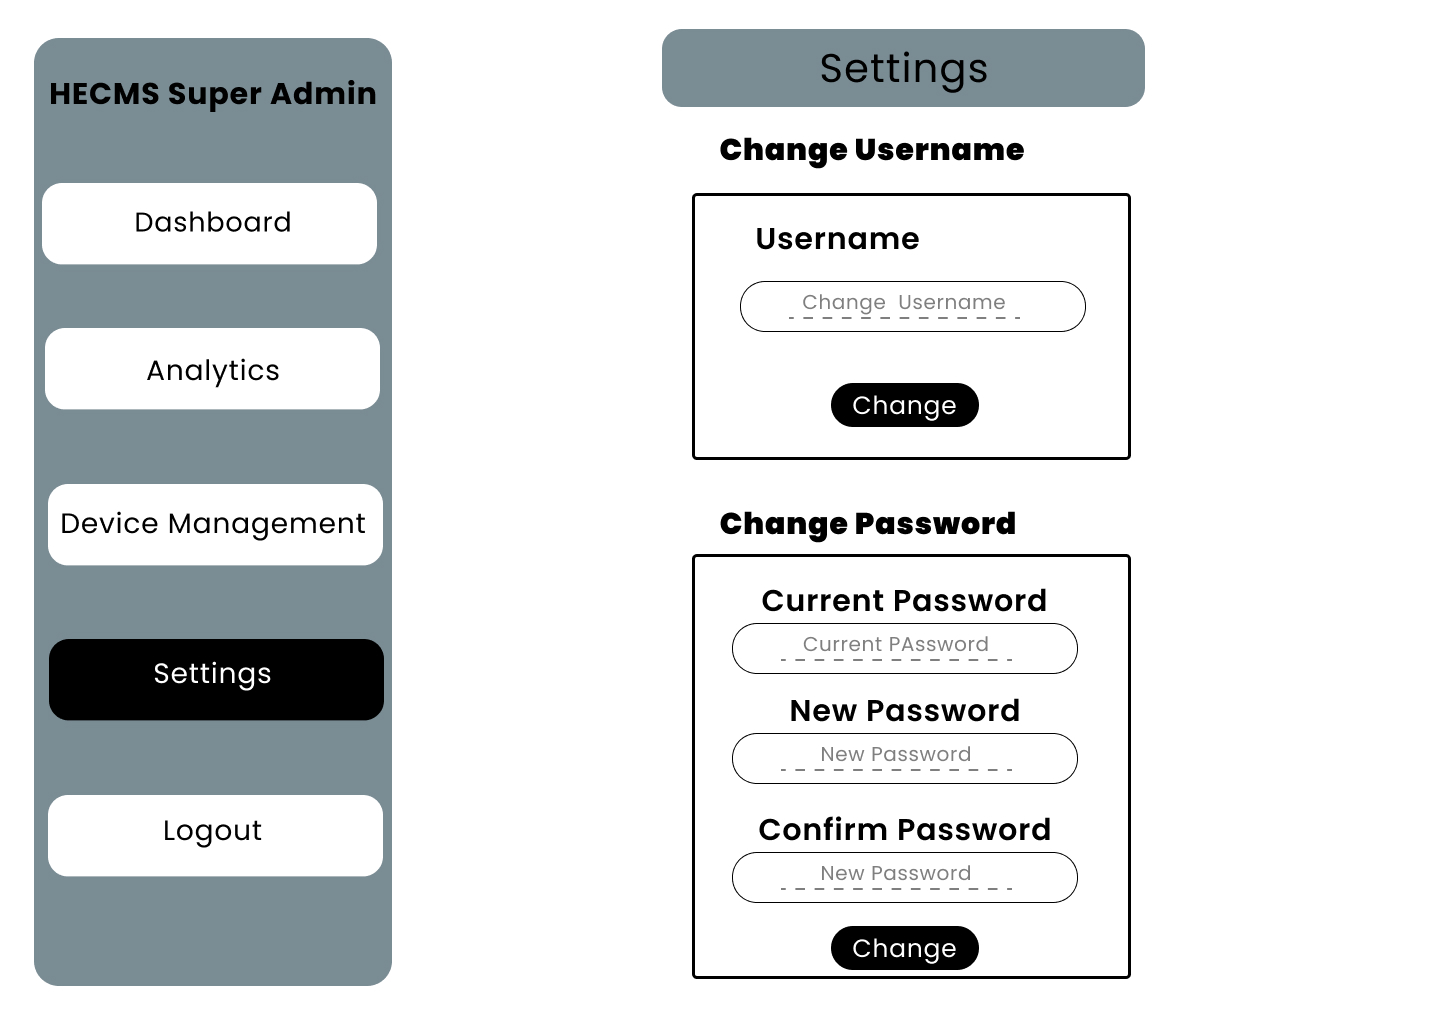 HECMS Super Admin
Dashboard
Analytics
Device Management
Settings
Logout
Settings
Change Username
Username
Change Username
Change
Change Password
Current Password
Current PAssword
New Password
New Password
Confirm Password
New Password
Change